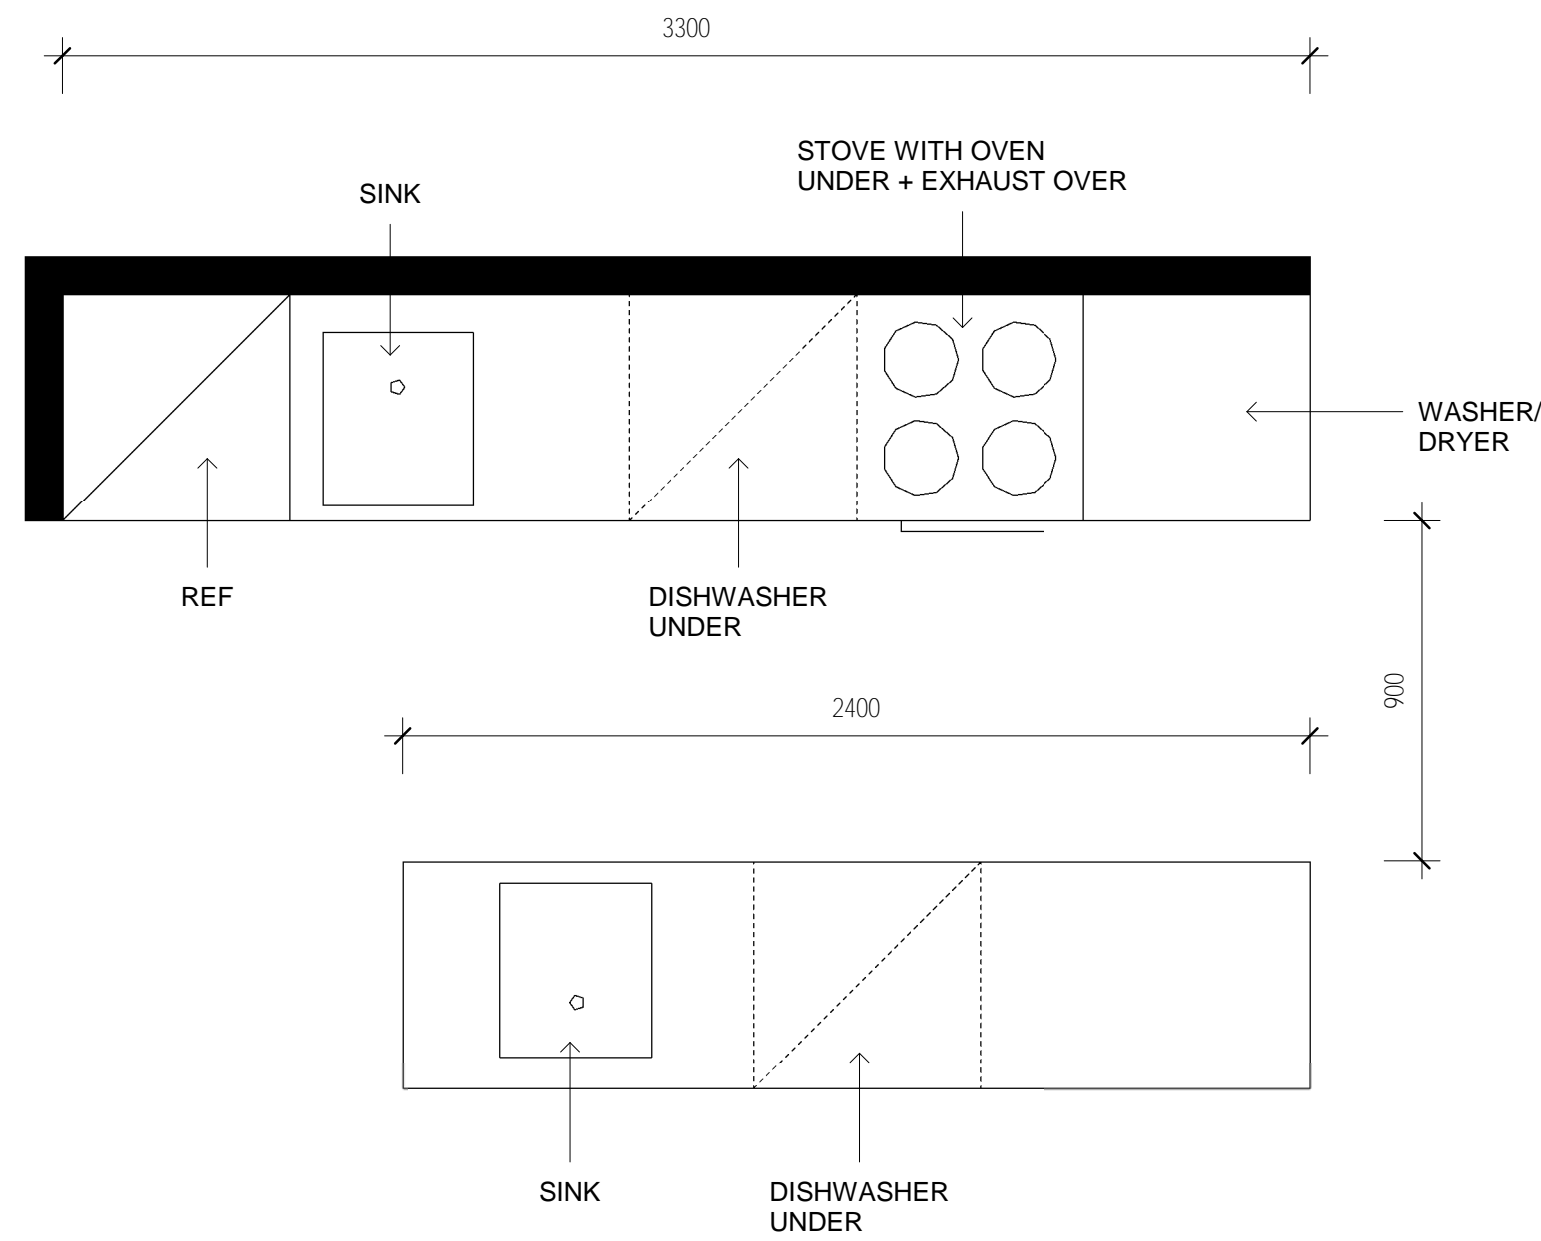 3300
STOVE WITH OVEN
UNDER + EXHAUST OVER
SINK
WASHER/
DRYER
REF
DISHWASHER
UNDER
900
2400
SINK
DISHWASHER
UNDER